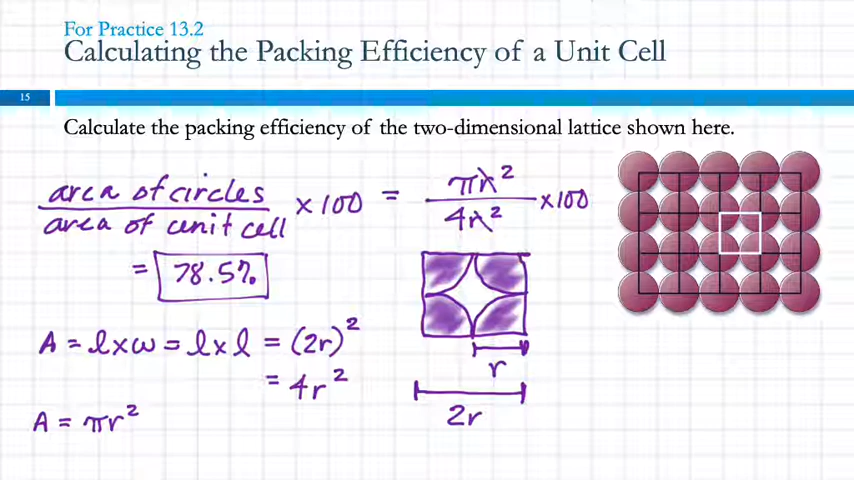 For Practice 13.2
Calculating the Packing Efficiency of a Unit Cell
15
Calculate the packing efficiency of the two-dimensional lattice shown here.
area of circles / area of unit cell × 100 = πr² / 4r² × 100
= 78.5%
A = l×w = l×l = (2r)²
= 4r²
A = πr²
r
2r